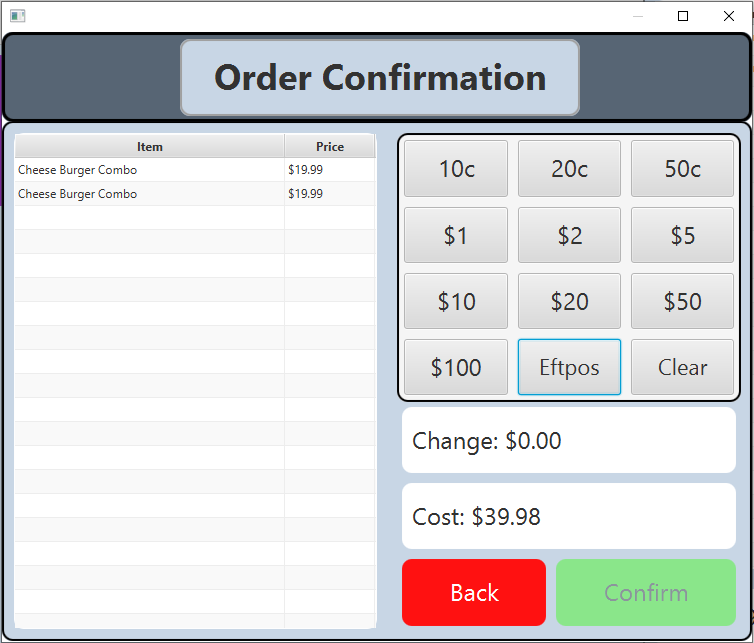 Order Confirmation
Item Price
Cheese Burger Combo $19.99
Cheese Burger Combo $19.99
10c 20c 50c
$1 $2 $5
$10 $20 $50
$100 Eftpos Clear
Change: $0.00
Cost: $39.98
Back Confirm